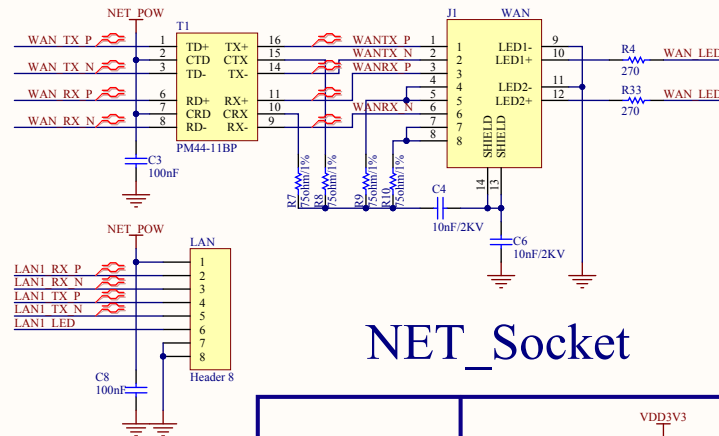 NET_POW
T1
J1 WAN
WAN_TX_P 1 TD+ TX+ 16 WANTX_P 1 1 LED1- 9
2 CTD CTX 15 WANTX_N 2 2 LED1+ 10 R4 WAN_LED
WAN_TX_N 3 TD- TX- 14 WANRX_P 3 3 270
4 4 LED2- 11
WAN_RX_P 6 RD+ RX+ 11 5 5 LED2+ 12 R33 WAN_LED
7 CRD CRX 10 WANRX_N 6 6 270
WAN_RX_N 8 RD- RX- 9 7 7
8 8
PM44-11BP
SHIELD
SHIELD
14
13
C3
100nF
R7
75ohm/1%
R8
75ohm/1%
R9
75ohm/1%
R10
75ohm/1%
C4
10nF/2KV
C6
10nF/2KV
NET_POW
LAN
1
LAN1_RX_P 2
LAN1_RX_N 3
LAN1_TX_P 4
LAN1_TX_N 5
LAN1_LED 6
7
8
Header 8
C8
100nF
NET_Socket
VDD3V3